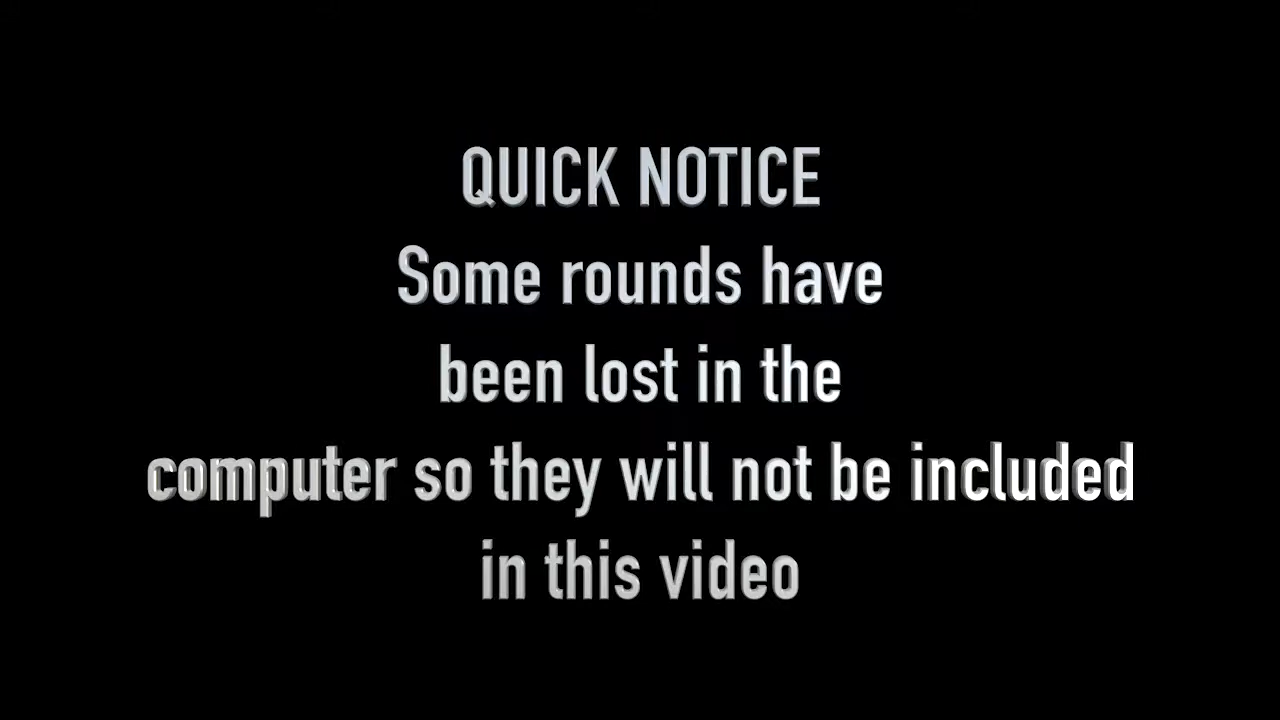 QUICK NOTICE
Some rounds have
been lost in the
computer so they will not be included
in this video